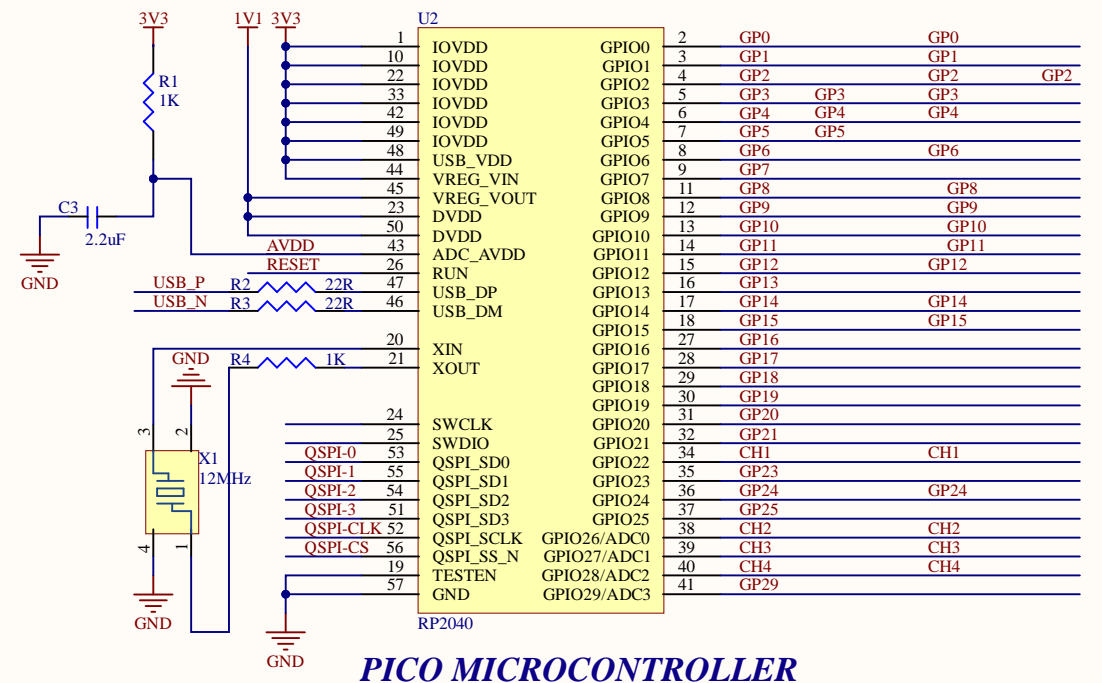 3V3 1V1 3V3 U2
1 IOVDD GPIO0 2 GP0 GP0
10 IOVDD GPIO1 3 GP1 GP1
22 IOVDD GPIO2 4 GP2 GP2 GP2
33 IOVDD GPIO3 5 GP3 GP3 GP3
42 IOVDD GPIO4 6 GP4 GP4 GP4
49 IOVDD GPIO5 7 GP5 GP5
48 USB_VDD GPIO6 8 GP6 GP6
44 VREG_VIN GPIO7 9 GP7
45 VREG_VOUT GPIO8 11 GP8 GP8
23 DVDD GPIO9 12 GP9 GP9
50 DVDD GPIO10 13 GP10 GP10
AVDD 43 ADC_AVDD GPIO11 14 GP11 GP11
RESET 26 RUN GPIO12 15 GP12 GP12
USB_P R2 22R 47 USB_DP GPIO13 16 GP13
USB_N R3 22R 46 USB_DM GPIO14 17 GP14 GP14
GPIO15 18 GP15 GP15
20 XIN GPIO16 27 GP16
R4 1K 21 XOUT GPIO17 28 GP17
GPIO18 29 GP18
GPIO19 30 GP19
24 SWCLK GPIO20 31 GP20
25 SWDIO GPIO21 32 GP21
QSPI-0 53 QSPI_SD0 GPIO22 34 CH1 CH1
QSPI-1 55 QSPI_SD1 GPIO23 35 GP23
QSPI-2 54 QSPI_SD2 GPIO24 36 GP24 GP24
QSPI-3 51 QSPI_SD3 GPIO25 37 GP25
QSPI-CLK 52 QSPI_SCLK GPIO26/ADC0 38 CH2 CH2
QSPI-CS 56 QSPI_SS_N GPIO27/ADC1 39 CH3 CH3
19 TESTEN GPIO28/ADC2 40 CH4 CH4
57 GND GPIO29/ADC3 41 GP29
RP2040
R1
1K
C3
2.2uF
GND
GND
3 2
X1
12MHz
4 1
GND
GND
PICO MICROCONTROLLER